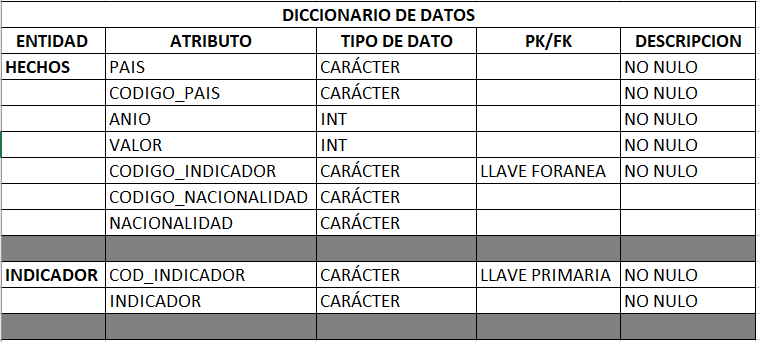 DICCIONARIO DE DATOS
ENTIDAD ATRIBUTO TIPO DE DATO PK/FK DESCRIPCION
HECHOS PAIS CARÁCTER NO NULO
CODIGO_PAIS CARÁCTER NO NULO
ANIO INT NO NULO
VALOR INT NO NULO
CODIGO_INDICADOR CARÁCTER LLAVE FORANEA NO NULO
CODIGO_NACIONALIDAD CARÁCTER
NACIONALIDAD CARÁCTER
INDICADOR COD_INDICADOR CARÁCTER LLAVE PRIMARIA NO NULO
INDICADOR CARÁCTER NO NULO